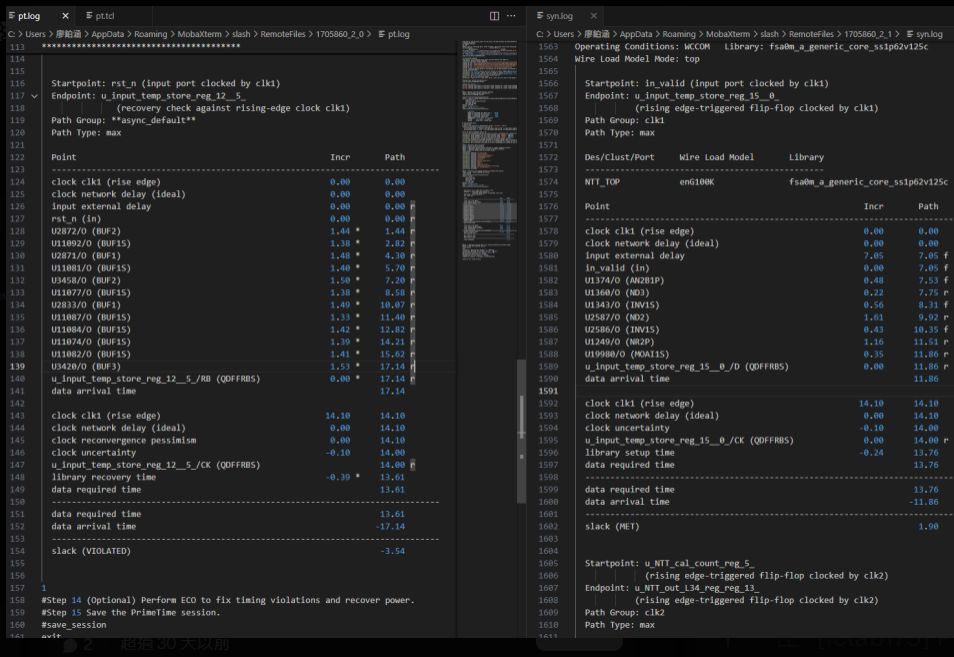 pt.log
pt.tcl
C: > Users > 廖鉑涵 > AppData > Roaming > MobaXterm > slash > RemoteFiles > 1705860_2_0 > pt.log
113 ****************************************
114
115
116 Startpoint: rst_n (input port clocked by clk1)
117 Endpoint: u_input_temp_store_reg_12__5_
118 (recovery check against rising-edge clock clk1)
119 Path Group: **async_default**
120 Path Type: max
121
122 Point Incr Path
123 ---------------------------------------------------------------
124 clock clk1 (rise edge) 0.00 0.00
125 clock network delay (ideal) 0.00 0.00
126 input external delay 0.00 0.00 r
127 rst_n (in) 0.00 0.00 r
128 U2872/O (BUF2) 1.44 * 1.44 r
129 U11092/O (BUF1S) 1.38 * 2.82 r
130 U2871/O (BUF1) 1.48 * 4.30 r
131 U11081/O (BUF1S) 1.40 * 5.70 r
132 U3458/O (BUF2) 1.50 * 7.20 r
133 U11077/O (BUF1S) 1.38 * 8.58 r
134 U2833/O (BUF1) 1.49 * 10.07 r
135 U11087/O (BUF1S) 1.33 * 11.40 r
136 U11084/O (BUF1S) 1.42 * 12.82 r
137 U11074/O (BUF1S) 1.39 * 14.21 r
138 U11082/O (BUF1S) 1.41 * 15.62 r
139 U3420/O (BUF3) 1.53 * 17.14 r
140 u_input_temp_store_reg_12__5_/RB (QDFFRBS) 0.00 * 17.14 r
141 data arrival time 17.14
142
143 clock clk1 (rise edge) 14.10 14.10
144 clock network delay (ideal) 0.00 14.10
145 clock reconvergence pessimism 0.00 14.10
146 clock uncertainty -0.10 14.00
147 u_input_temp_store_reg_12__5_/CK (QDFFRBS) 14.00 r
148 library recovery time -0.39 * 13.61
149 data required time 13.61
150 ---------------------------------------------------------------
151 data required time 13.61
152 data arrival time -17.14
153 ---------------------------------------------------------------
154 slack (VIOLATED) -3.54
155
156
157 1
158 #Step 14 (Optional) Perform ECO to fix timing violations and recover power.
159 #Step 15 Save the PrimeTime session.
160 #save_session
161 exit
syn.log
C: > Users > 廖鉑涵 > AppData > Roaming > MobaXterm > slash > RemoteFiles > 1705860_2_1 > syn.log
1563 Operating Conditions: WCCOM Library: fsa0m_a_generic_core_ss1p62v125c
1564 Wire Load Model Mode: top
1565
1566 Startpoint: in_valid (input port clocked by clk1)
1567 Endpoint: u_input_temp_store_reg_15__0_
1568 (rising edge-triggered flip-flop clocked by clk1)
1569 Path Group: clk1
1570 Path Type: max
1571
1572 Des/Clust/Port Wire Load Model Library
1573 ------------------------------------------------
1574 NTT_TOP enG100K fsa0m_a_generic_core_ss1p62v125c
1575
1576 Point Incr Path
1577 ---------------------------------------------------------------
1578 clock clk1 (rise edge) 0.00 0.00
1579 clock network delay (ideal) 0.00 0.00
1580 input external delay 7.05 7.05 f
1581 in_valid (in) 0.00 7.05 f
1582 U1374/O (AN2B1P) 0.48 7.53 f
1583 U1360/O (ND3) 0.22 7.75 r
1584 U1343/O (INV1S) 0.56 8.31 f
1585 U2587/O (ND2) 1.61 9.92 r
1586 U2586/O (INV1S) 0.43 10.35 f
1587 U1249/O (NR2P) 1.16 11.51 r
1588 U19980/O (MOAI1S) 0.35 11.86 r
1589 u_input_temp_store_reg_15__0_/D (QDFFRBS) 0.00 11.86 r
1590 data arrival time 11.86
1591
1592 clock clk1 (rise edge) 14.10 14.10
1593 clock network delay (ideal) 0.00 14.10
1594 clock uncertainty -0.10 14.00
1595 u_input_temp_store_reg_15__0_/CK (QDFFRBS) 0.00 14.00 r
1596 library setup time -0.24 13.76
1597 data required time 13.76
1598 ---------------------------------------------------------------
1599 data required time 13.76
1600 data arrival time -11.86
1601 ---------------------------------------------------------------
1602 slack (MET) 1.90
1603
1604
1605 Startpoint: u_NTT_cal_count_reg_5_
1606 (rising edge-triggered flip-flop clocked by clk2)
1607 Endpoint: u_NTT_out_L34_reg_reg_13_
1608 (rising edge-triggered flip-flop clocked by clk2)
1609 Path Group: clk2
1610 Path Type: max
1611
2 超過 30 天以前